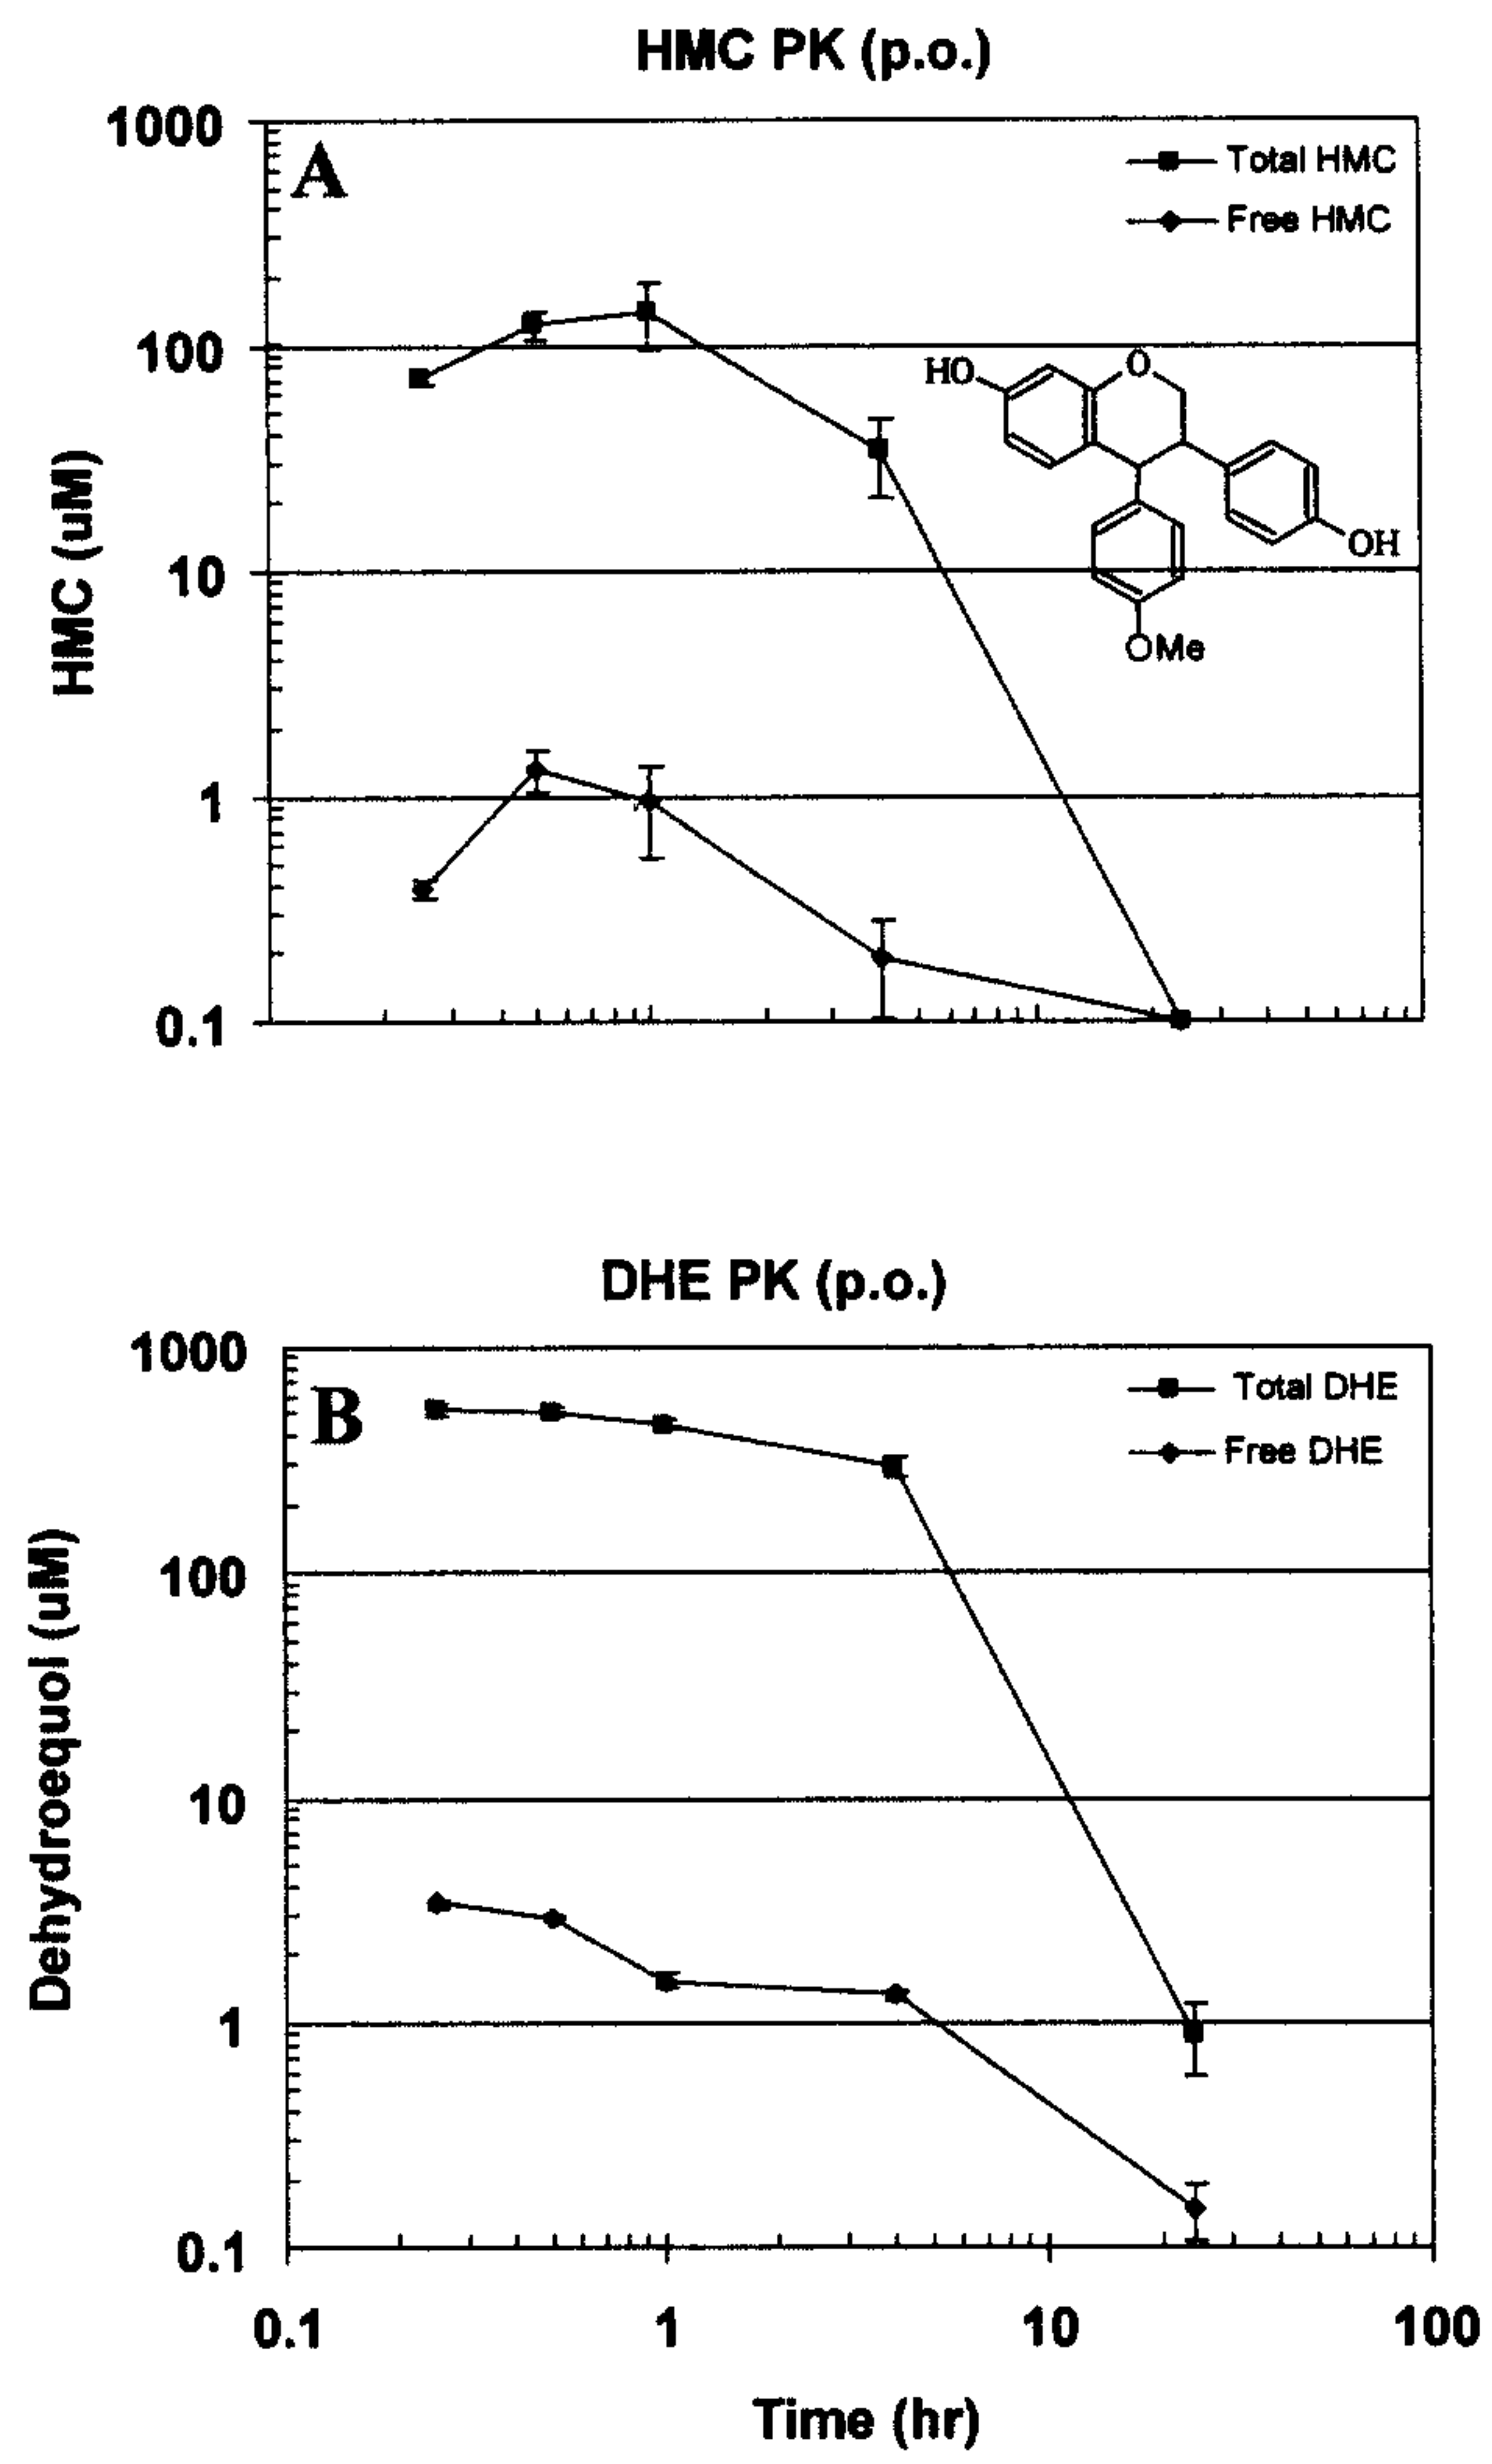 HMC PK (p.o.)
1000
A
Total HMC
Free HMC
100
HO
O
OH
OMe
HMC (uM)
10
1
0.1
DHE PK (p.o.)
1000
B
Total DHE
Free DHE
100
Dehydroequol (uM)
10
1
0.1
0.1 1 10 100
Time (hr)